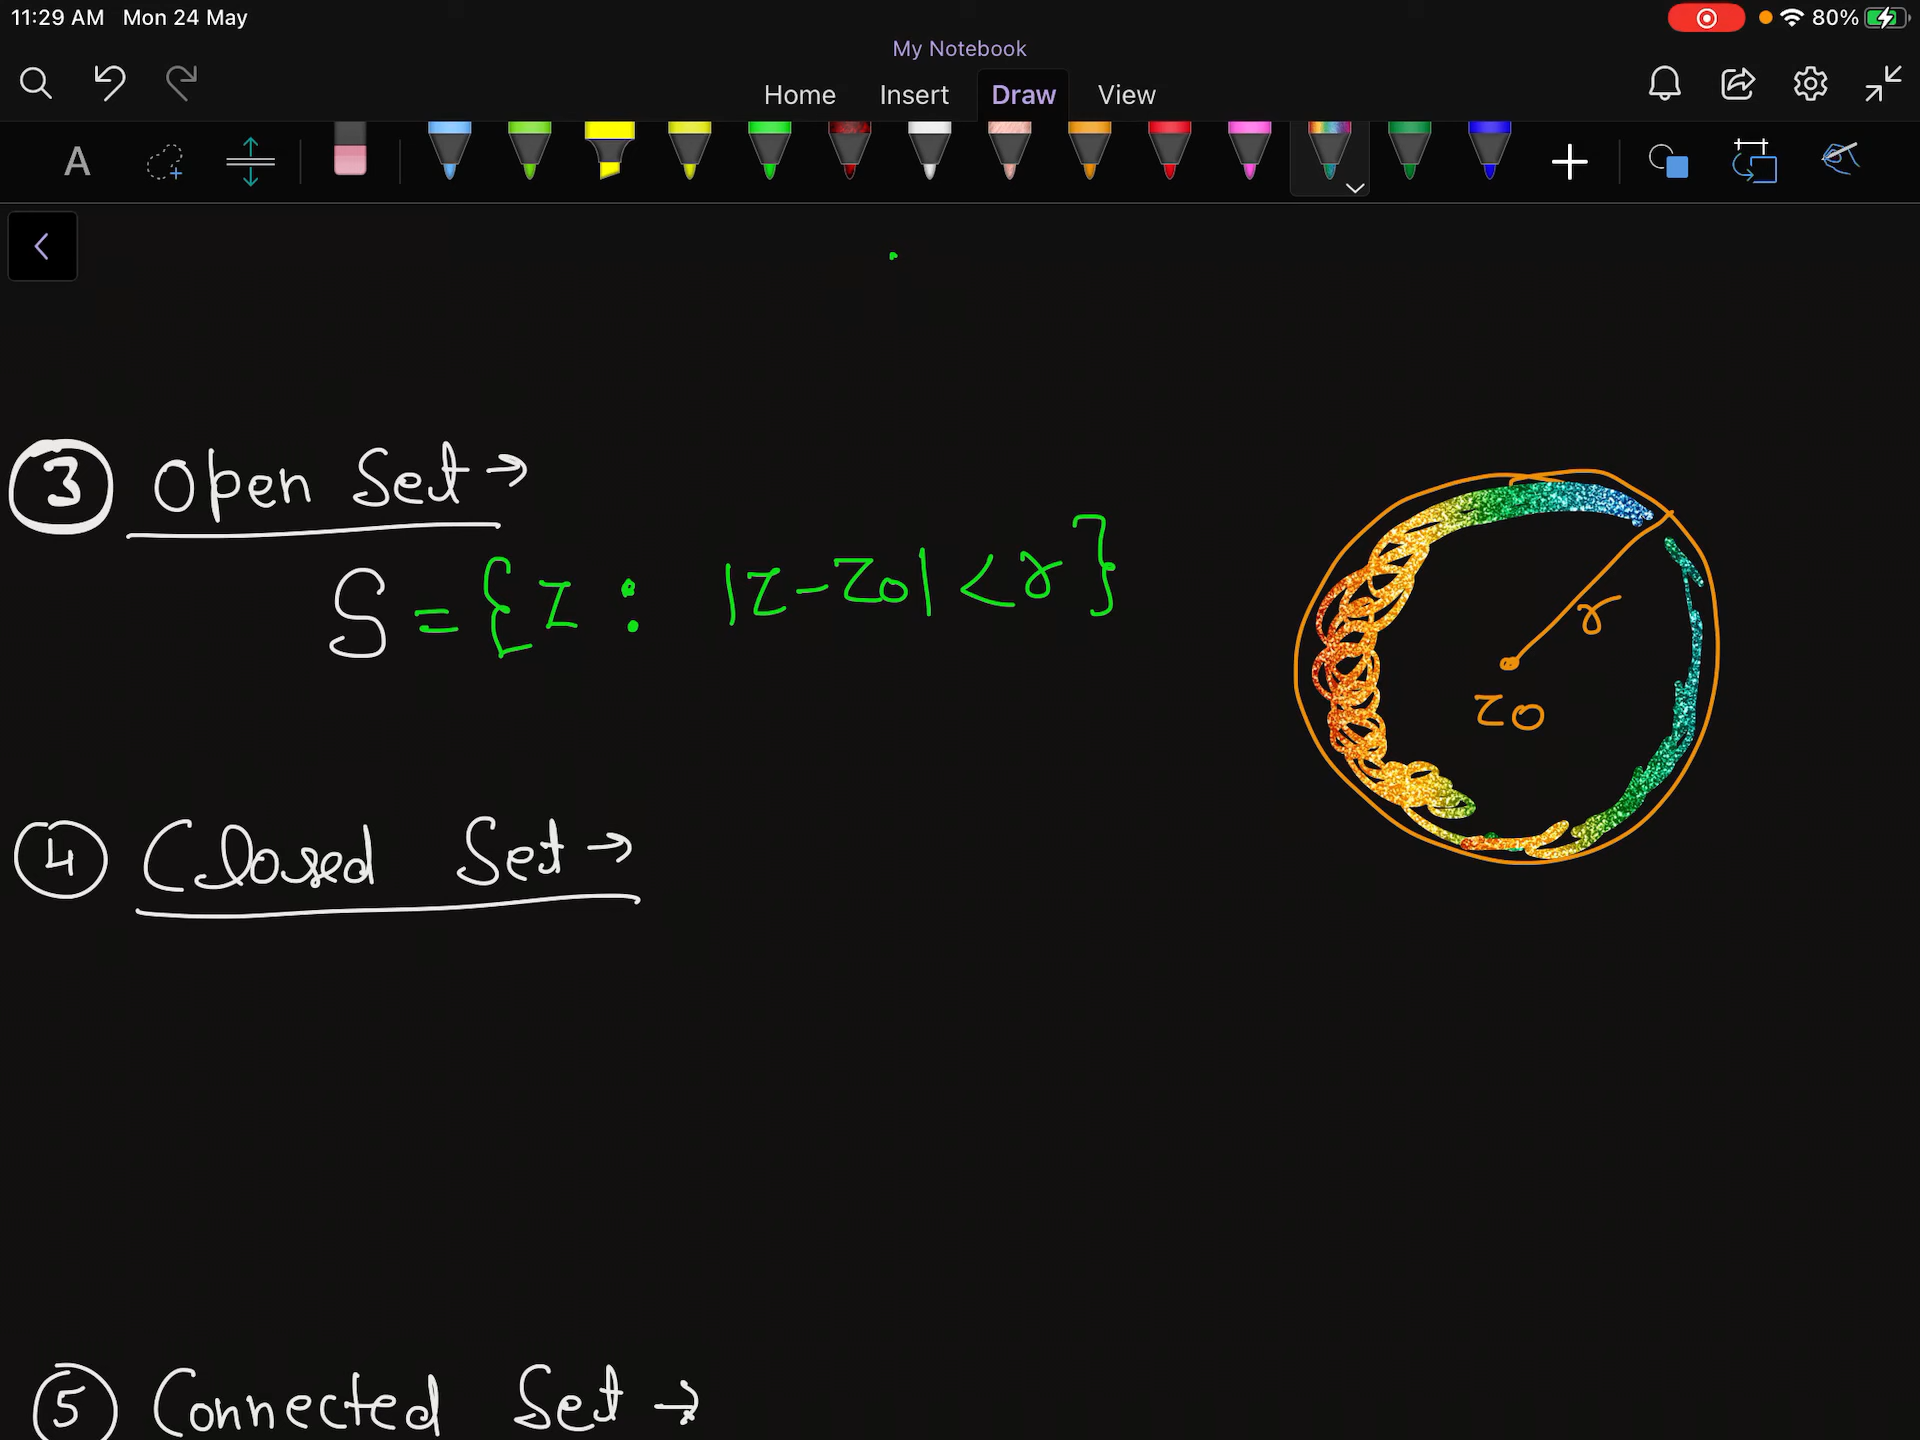 11:29 AM Mon 24 May
80%
My Notebook
Home Insert Draw View
A
3 Open Set →
S = { z : |z - z0| < r }
r
z0
4 Closed Set →
5 Connected Set →